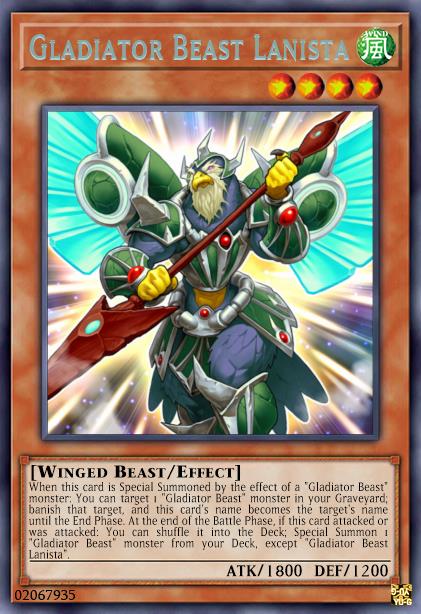 GLADIATOR BEAST LANISTA
WIND
風
[WINGED BEAST/EFFECT]
When this card is Special Summoned by the effect of a "Gladiator Beast"
monster: You can target 1 "Gladiator Beast" monster in your Graveyard;
banish that target, and this card's name becomes the target's name
until the End Phase. At the end of the Battle Phase, if this card attacked or
was attacked: You can shuffle it into the Deck; Special Summon 1
"Gladiator Beast" monster from your Deck, except "Gladiator Beast
Lanista".
ATK/1800 DEF/1200
02067935